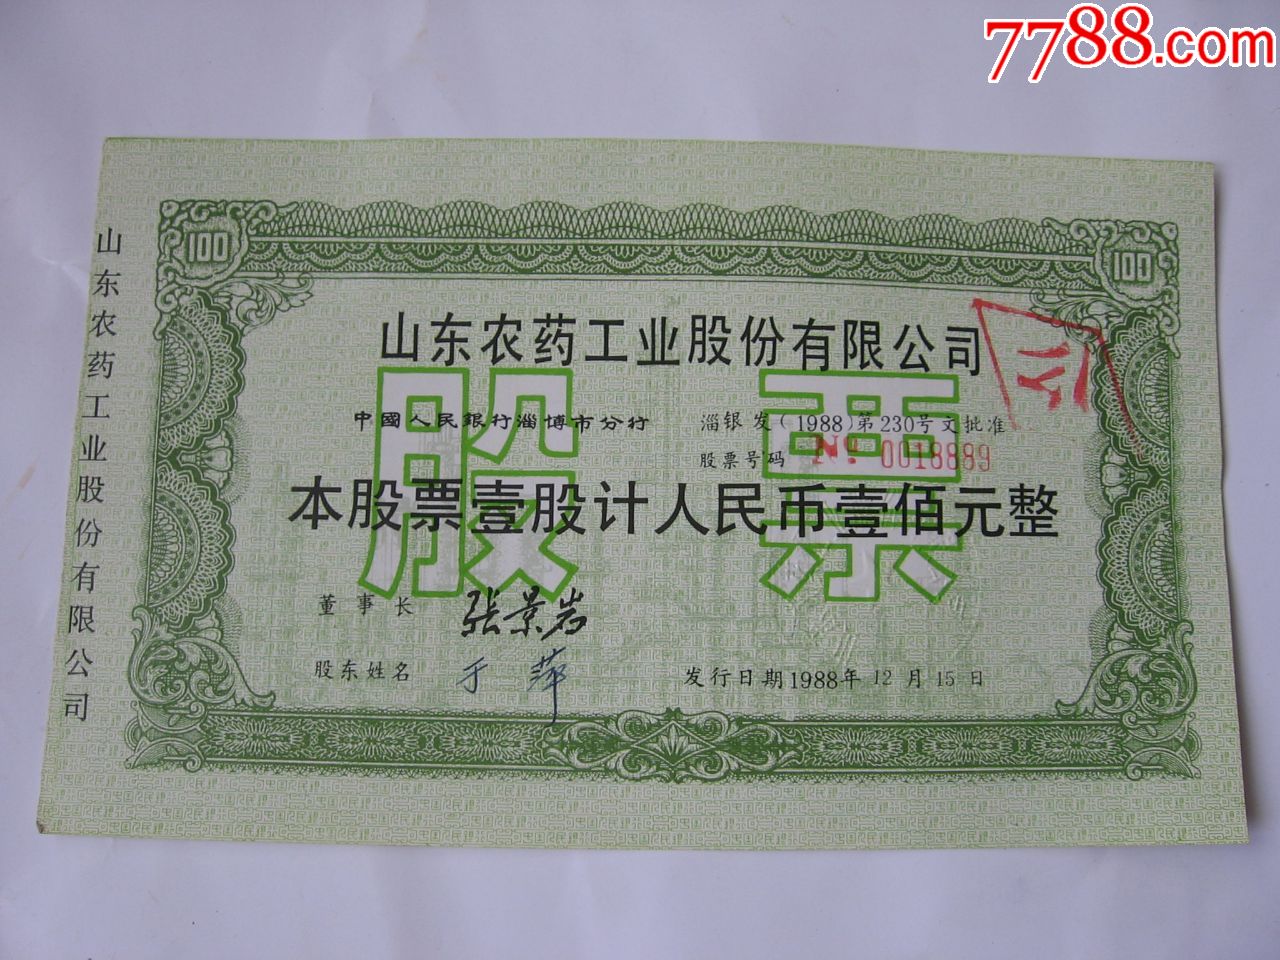 7788.com
100
100
山东农药工业股份有限公司
山东农药工业股份有限公司
股票
中國人民銀行淄博市分行
淄银发(1988)第230号文批准
股票号码 No 0018889
本股票壹股计人民币壹佰元整
董事长 张景岩
股东姓名 于萍
发行日期1988年12月15日